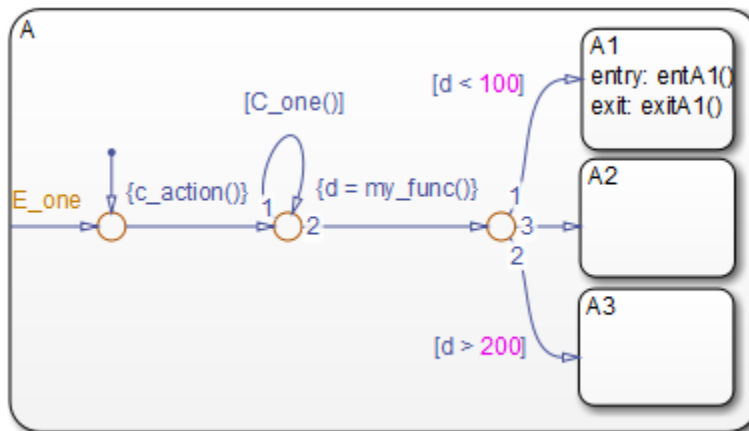 A
A1
entry: entA1()
exit: exitA1()
[d < 100]
[C_one()]
E_one
{c_action()}
1
2
{d = my_func()}
1
3
2
A2
[d > 200]
A3